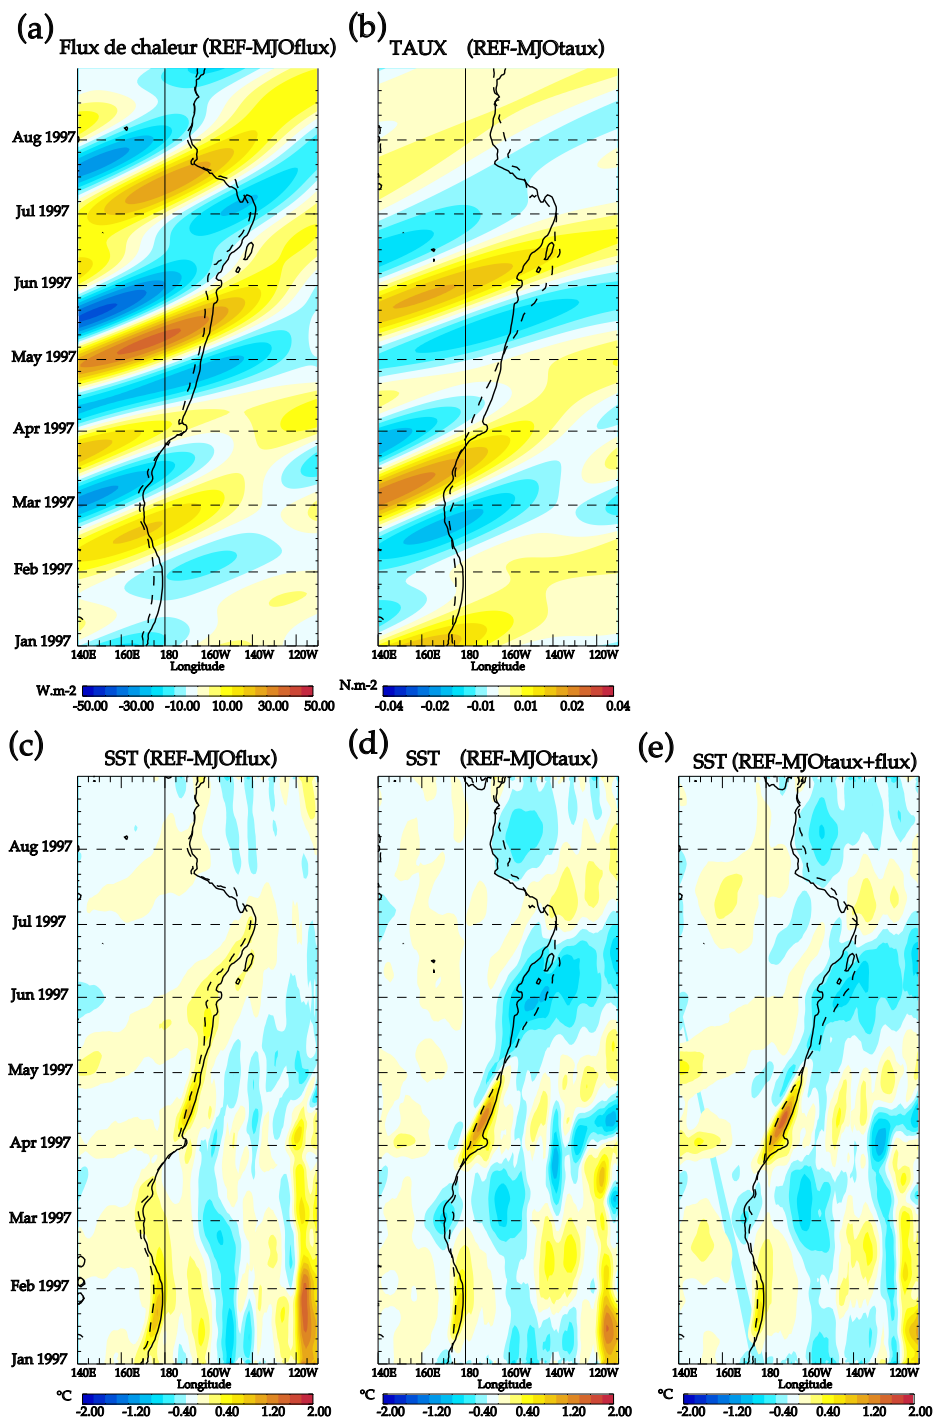 (a) (b)
Flux de chaleur (REF-MJOflux) TAUX (REF-MJOtaux)
Aug 1997
Jul 1997
Jun 1997
May 1997
Apr 1997
Mar 1997
Feb 1997
Jan 1997
140E 160E 180 160W 140W 120W 140E 160E 180 160W 140W 120W
Longitude Longitude
W.m-2 N.m-2
-50.00 -30.00 -10.00 10.00 30.00 50.00 -0.04 -0.02 -0.01 0.01 0.02 0.04
(c) (d) (e)
SST (REF-MJOflux) SST (REF-MJOtaux) SST (REF-MJOtaux+flux)
Aug 1997
Jul 1997
Jun 1997
May 1997
Apr 1997
Mar 1997
Feb 1997
Jan 1997
140E 160E 180 160W 140W 120W 140E 160E 180 160W 140W 120W 140E 160E 180 160W 140W 120W
Longitude Longitude Longitude
°C °C °C
-2.00 -1.20 -0.40 0.40 1.20 2.00 -2.00 -1.20 -0.40 0.40 1.20 2.00 -2.00 -1.20 -0.40 0.40 1.20 2.00